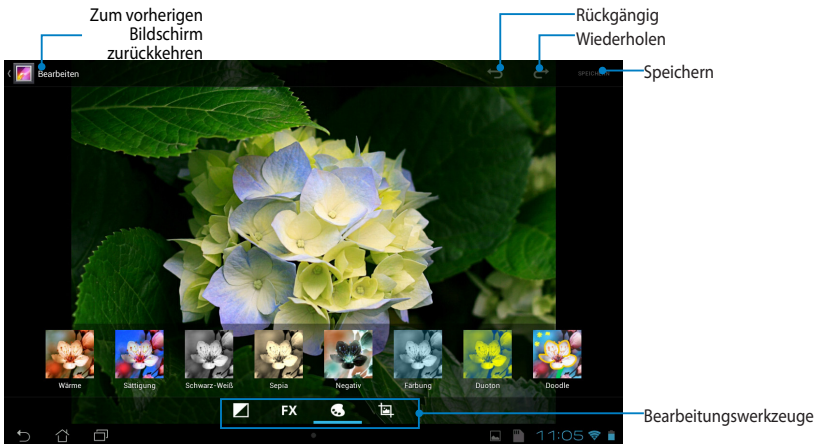 Zum vorherigen
Bildschirm
zurückkehren
Rückgängig
Wiederholen
Speichern
Bearbeiten
SPEICHERN
Wärme
Sättigung
Schwarz-Weiß
Sepia
Negativ
Färbung
Duoton
Doodle
FX
Bearbeitungswerkzeuge
11:05